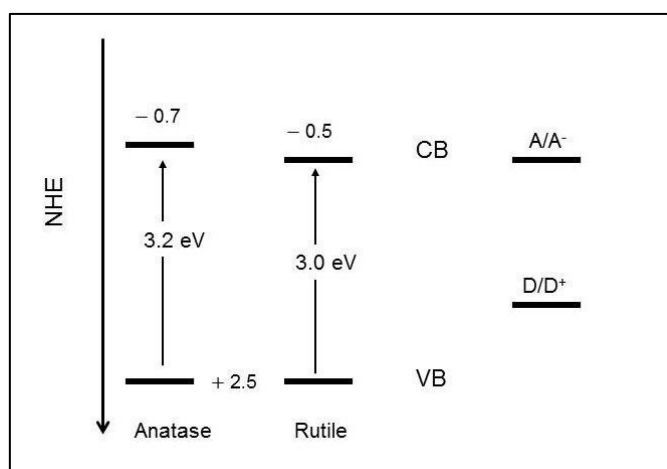 − 0.7
− 0.5
CB
A/A-
NHE
3.2 eV
3.0 eV
D/D+
+ 2.5
VB
Anatase
Rutile